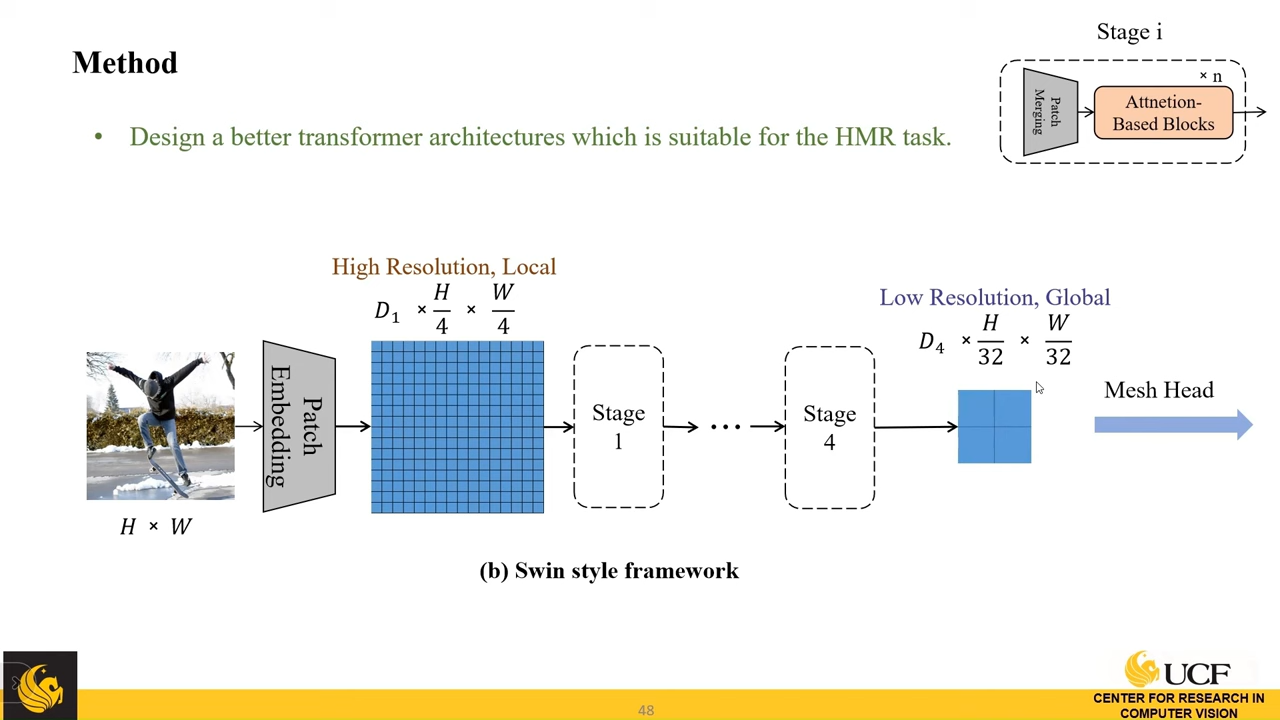 Stage i
Method
× n
Patch
Merging
Attnetion-
Based Blocks
• Design a better transformer architectures which is suitable for the HMR task.
High Resolution, Local
D₁ × H/4 × W/4
Low Resolution, Global
D₄ × H/32 × W/32
Patch
Embedding
Stage
1
...
Stage
4
Mesh Head
H × W
(b) Swin style framework
UCF
CENTER FOR RESEARCH IN
COMPUTER VISION
48